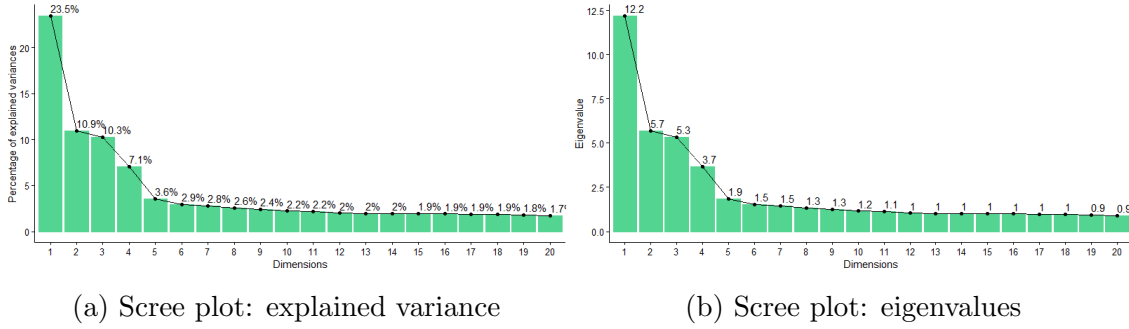 23.5%
20
10.9%
10.3%
10
7.1%
5
3.6%
2.9% 2.8% 2.6% 2.4% 2.2% 2.2% 2% 2% 2% 1.9% 1.9% 1.9% 1.9% 1.8% 1.7%
0
15
Percentage of explained variances
1 2 3 4 5 6 7 8 9 10 11 12 13 14 15 16 17 18 19 20
Dimensions
(a) Scree plot: explained variance
12.5
12.2
10.0
7.5
Eigenvalue
5.7
5.3
5.0
3.7
2.5
1.9
1.5 1.5 1.3 1.3 1.2 1.1 1 1 1 1 1 1 1 0.9 0.9
0.0
1 2 3 4 5 6 7 8 9 10 11 12 13 14 15 16 17 18 19 20
Dimensions
(b) Scree plot: eigenvalues